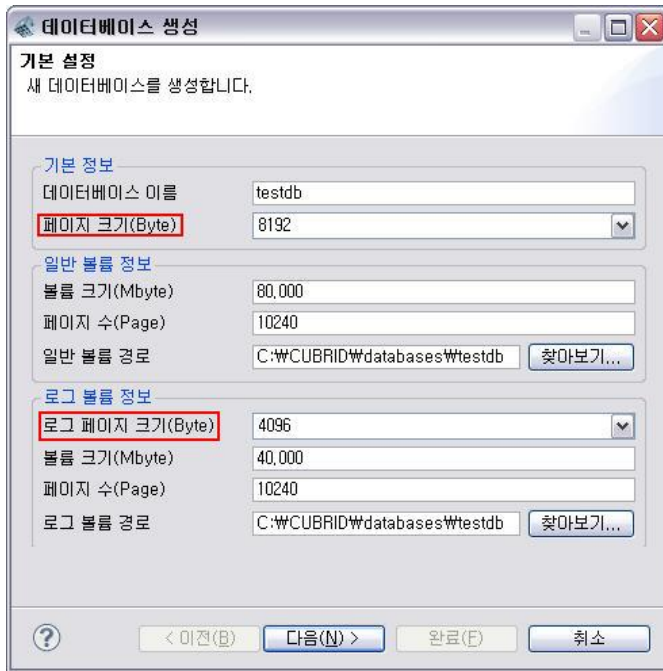 데이터베이스 생성
기본 설정
새 데이터베이스를 생성합니다.
기본 정보
데이터베이스 이름 testdb
페이지 크기(Byte) 8192
일반 볼륨 정보
볼륨 크기(Mbyte) 80,000
페이지 수(Page) 10240
일반 볼륨 경로 C:₩CUBRID₩databases₩testdb 찾아보기...
로그 볼륨 정보
로그 페이지 크기(Byte) 4096
볼륨 크기(Mbyte) 40,000
페이지 수(Page) 10240
로그 볼륨 경로 C:₩CUBRID₩databases₩testdb 찾아보기...
? < 이전(B) 다음(N) > 완료(F) 취소